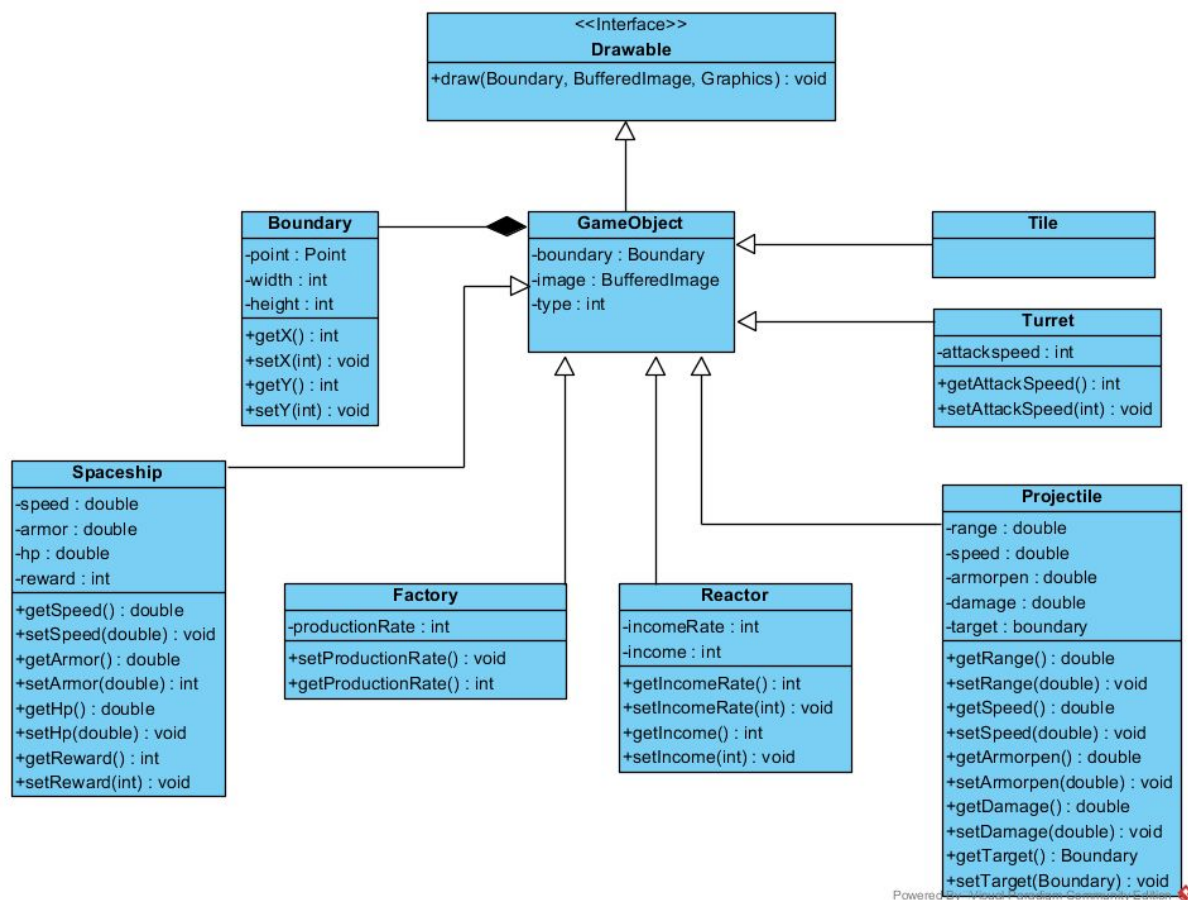 <<Interface>>
Drawable
+draw(Boundary, BufferedImage, Graphics) : void
Boundary
-point : Point
-width : int
-height : int
+getX() : int
+setX(int) : void
+getY() : int
+setY(int) : void
GameObject
-boundary : Boundary
-image : BufferedImage
-type : int
Tile
Turret
-attackspeed : int
+getAttackSpeed() : int
+setAttackSpeed(int) : void
Spaceship
-speed : double
-armor : double
-hp : double
-reward : int
+getSpeed() : double
+setSpeed(double) : void
+getArmor() : double
+setArmor(double) : int
+getHp() : double
+setHp(double) : void
+getReward() : int
+setReward(int) : void
Factory
-productionRate : int
+setProductionRate() : void
+getProductionRate() : int
Reactor
-incomeRate : int
-income : int
+getIncomeRate() : int
+setIncomeRate(int) : void
+getIncome() : int
+setIncome(int) : void
Projectile
-range : double
-speed : double
-armorpen : double
-damage : double
-target : boundary
+getRange() : double
+setRange(double) : void
+getSpeed() : double
+setSpeed(double) : void
+getArmorpen() : double
+setArmorpen(double) : void
+getDamage() : double
+setDamage(double) : void
+getTarget() : Boundary
+setTarget(Boundary) : void
Powered By Visual Paradigm Community Edition